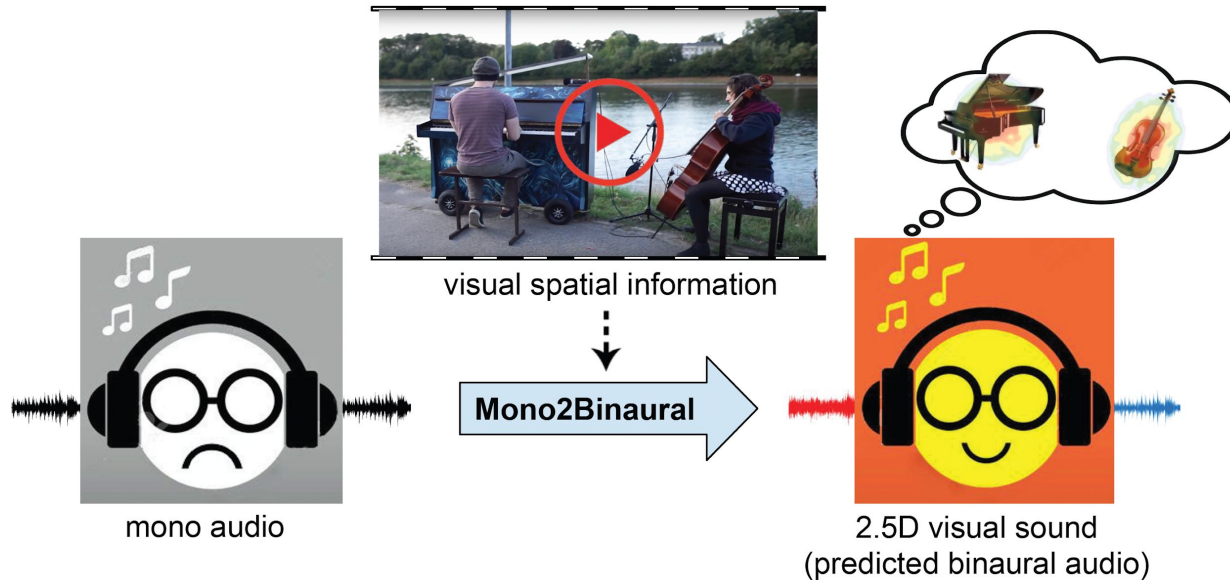 visual spatial information
Mono2Binaural
mono audio
2.5D visual sound
(predicted binaural audio)